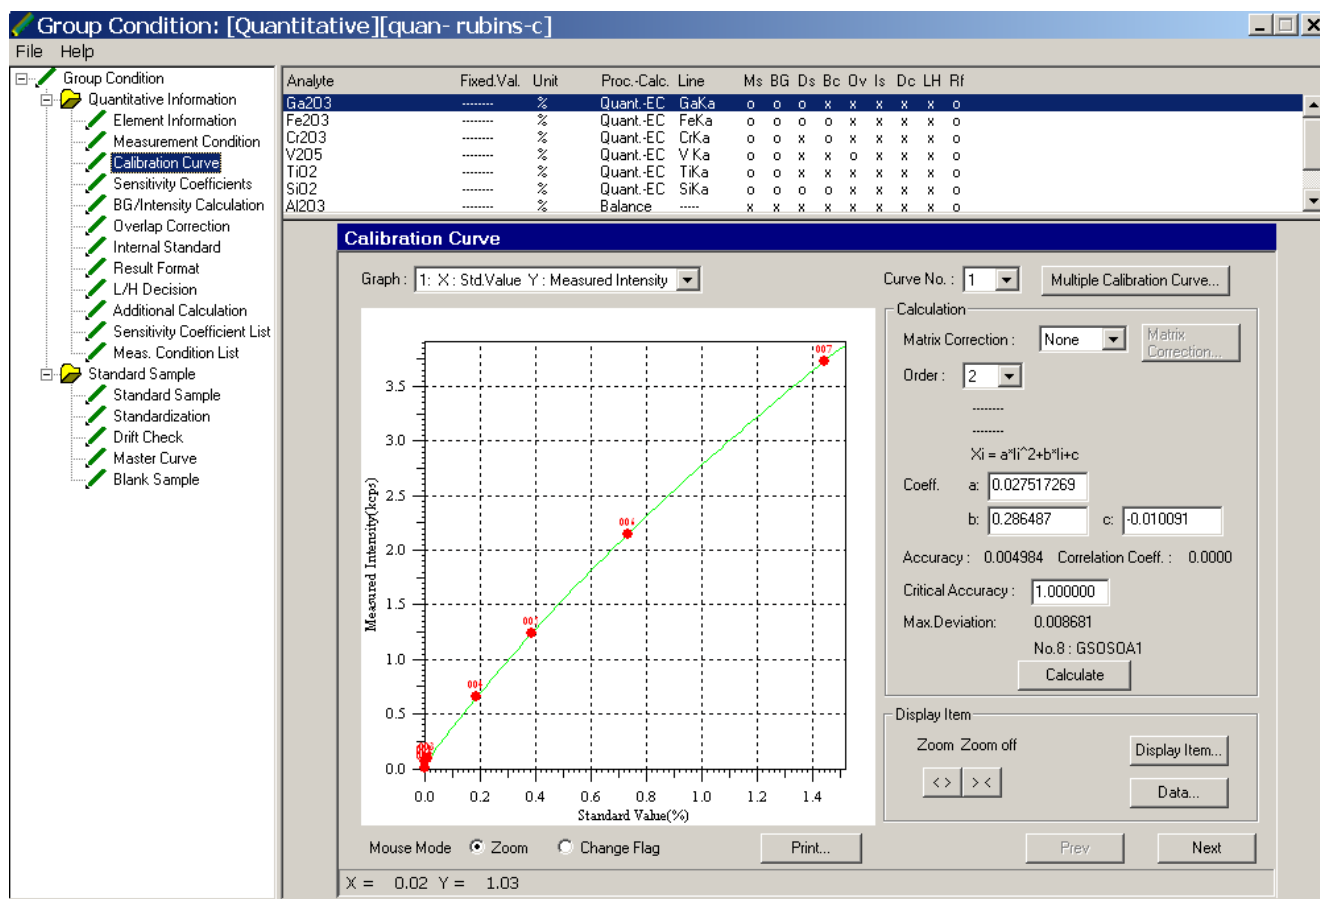 Group Condition: [Quantitative][quan- rubins-c]
File Help
Group Condition
Quantitative Information
Element Information
Measurement Condition
Calibration Curve
Sensitivity Coefficients
BG/Intensity Calculation
Overlap Correction
Internal Standard
Result Format
L/H Decision
Additional Calculation
Sensitivity Coefficient List
Meas. Condition List
Standard Sample
Standard Sample
Standardization
Drift Check
Master Curve
Blank Sample
Analyte Fixed.Val. Unit Proc.-Calc. Line Ms BG Ds Bc Ov Is Dc LH Rf
Ga2O3 -------- % Quant.-EC GaKa o o o x x x x x o
Fe2O3 -------- % Quant.-EC FeKa o o o o x x x x o
Cr2O3 -------- % Quant.-EC CrKa o o x o x x x x o
V2O5 -------- % Quant.-EC V Ka o o x x o x x x o
TiO2 -------- % Quant.-EC TiKa o o x x x x x x o
SiO2 -------- % Quant.-EC SiKa o o o o x x x x o
Al2O3 -------- % Balance ----- x x x x x x x x o
Calibration Curve
Graph : 1: X : Std.Value Y : Measured Intensity
Curve No. : 1 Multiple Calibration Curve...
Measured Intensity(kcps)
3.5
3.0
2.5
2.0
1.5
1.0
0.5
0.0
007
004
0.0 0.2 0.4 0.6 0.8 1.0 1.2 1.4
Standard Value(%)
Calculation
Matrix Correction : None Matrix Correction...
Order : 2
--------
--------
Xi = a*Ii^2+b*Ii+c
Coeff. a: 0.027517269
b: 0.286487 c: -0.010091
Accuracy : 0.004984 Correlation Coeff. : 0.0000
Critical Accuracy : 1.000000
Max.Deviation: 0.008681
No.8 : GSOSOA1
Calculate
Display Item
Zoom Zoom off Display Item...
< > > < Data...
Mouse Mode Zoom Change Flag Print... Prev Next
X = 0.02 Y = 1.03